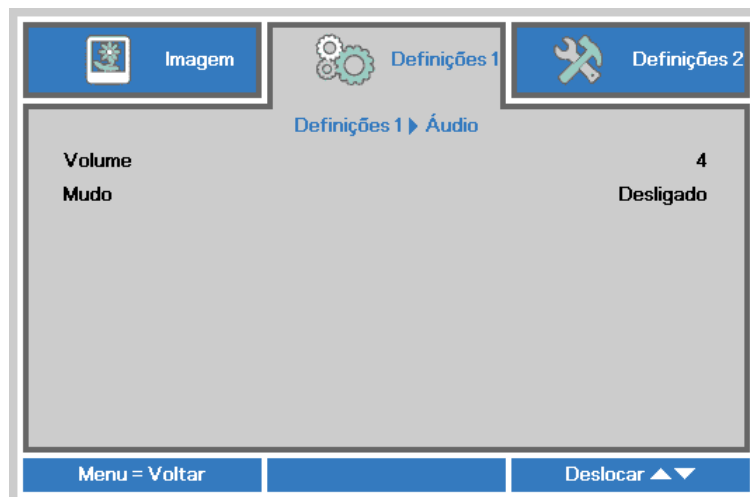 Imagem Definições 1 Definições 2
Definições 1 ▶ Áudio
Volume 4
Mudo Desligado
Menu = Voltar Deslocar ▲▼